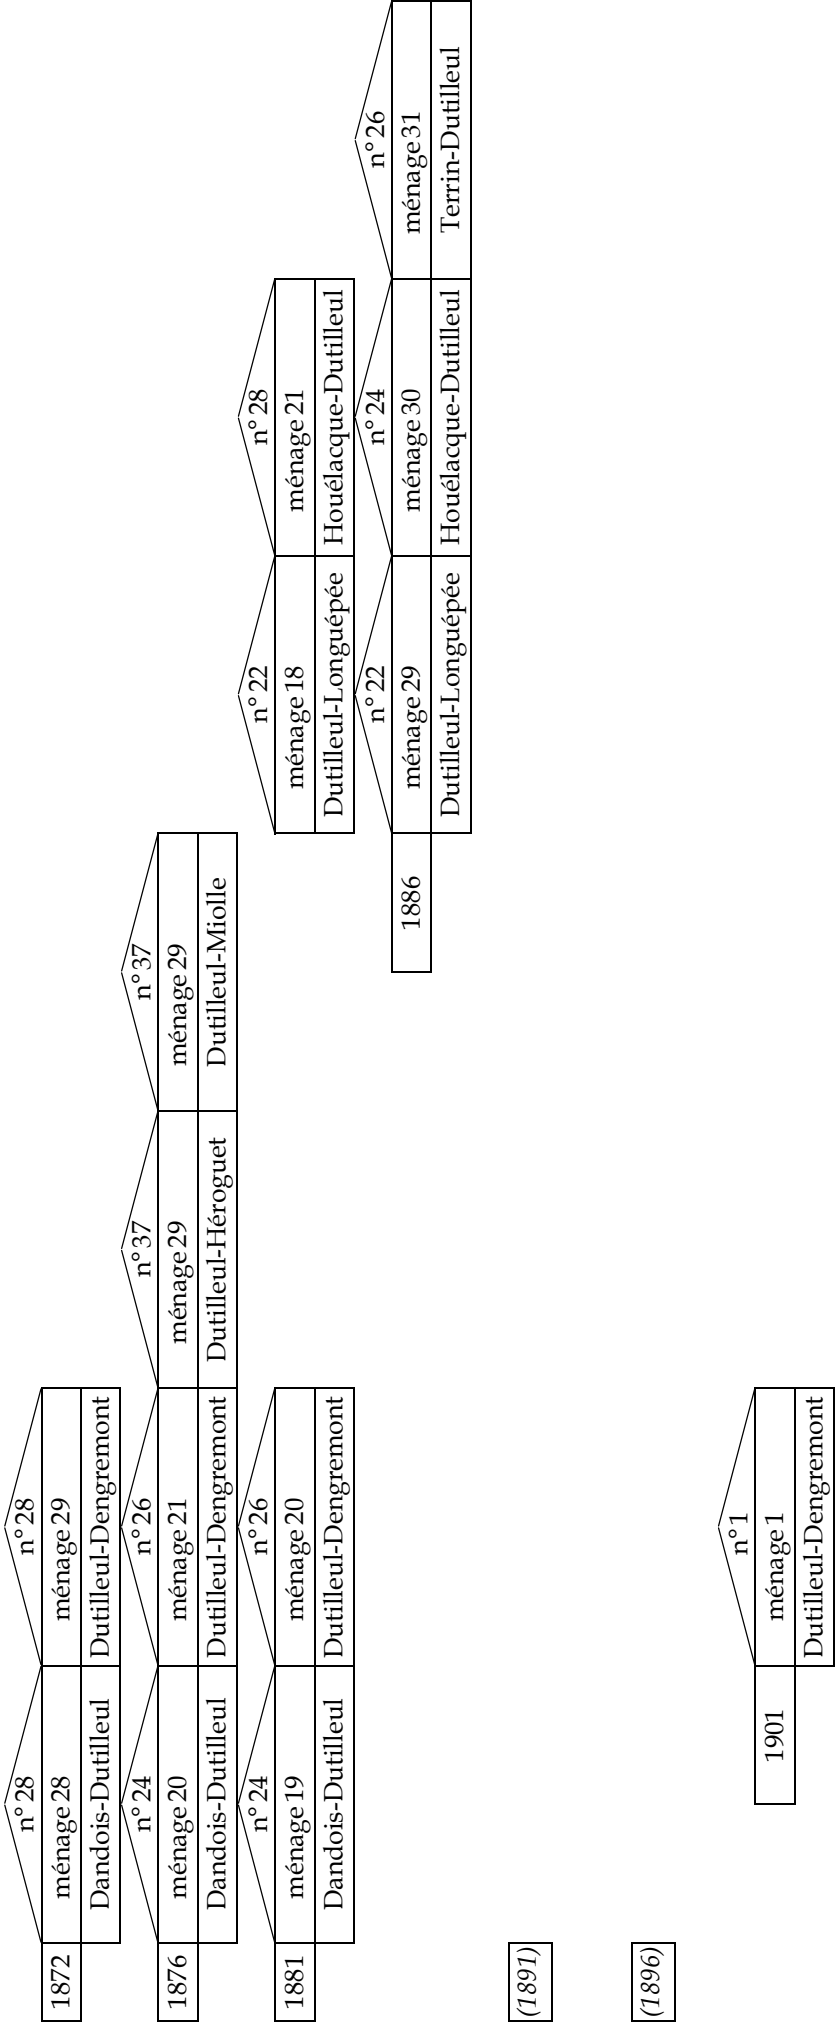 n° 28 n° 28
1872 ménage 28 ménage 29
Dandois-Dutilleul Dutilleul-Dengremont
n° 24 n° 26 n° 37 n° 37
1876 ménage 20 ménage 21 ménage 29 ménage 29
Dandois-Dutilleul Dutilleul-Dengremont Dutilleul-Héroguet Dutilleul-Miolle
n° 24 n° 26 n° 22 n° 28
1881 ménage 19 ménage 20 ménage 18 ménage 21
Dandois-Dutilleul Dutilleul-Dengremont Dutilleul-Longuépée Houélacque-Dutilleul
n° 22 n° 24 n° 26
1886 ménage 29 ménage 30 ménage 31
Dutilleul-Longuépée Houélacque-Dutilleul Terrin-Dutilleul
(1891)
(1896)
n° 1
1901 ménage 1
Dutilleul-Dengremont